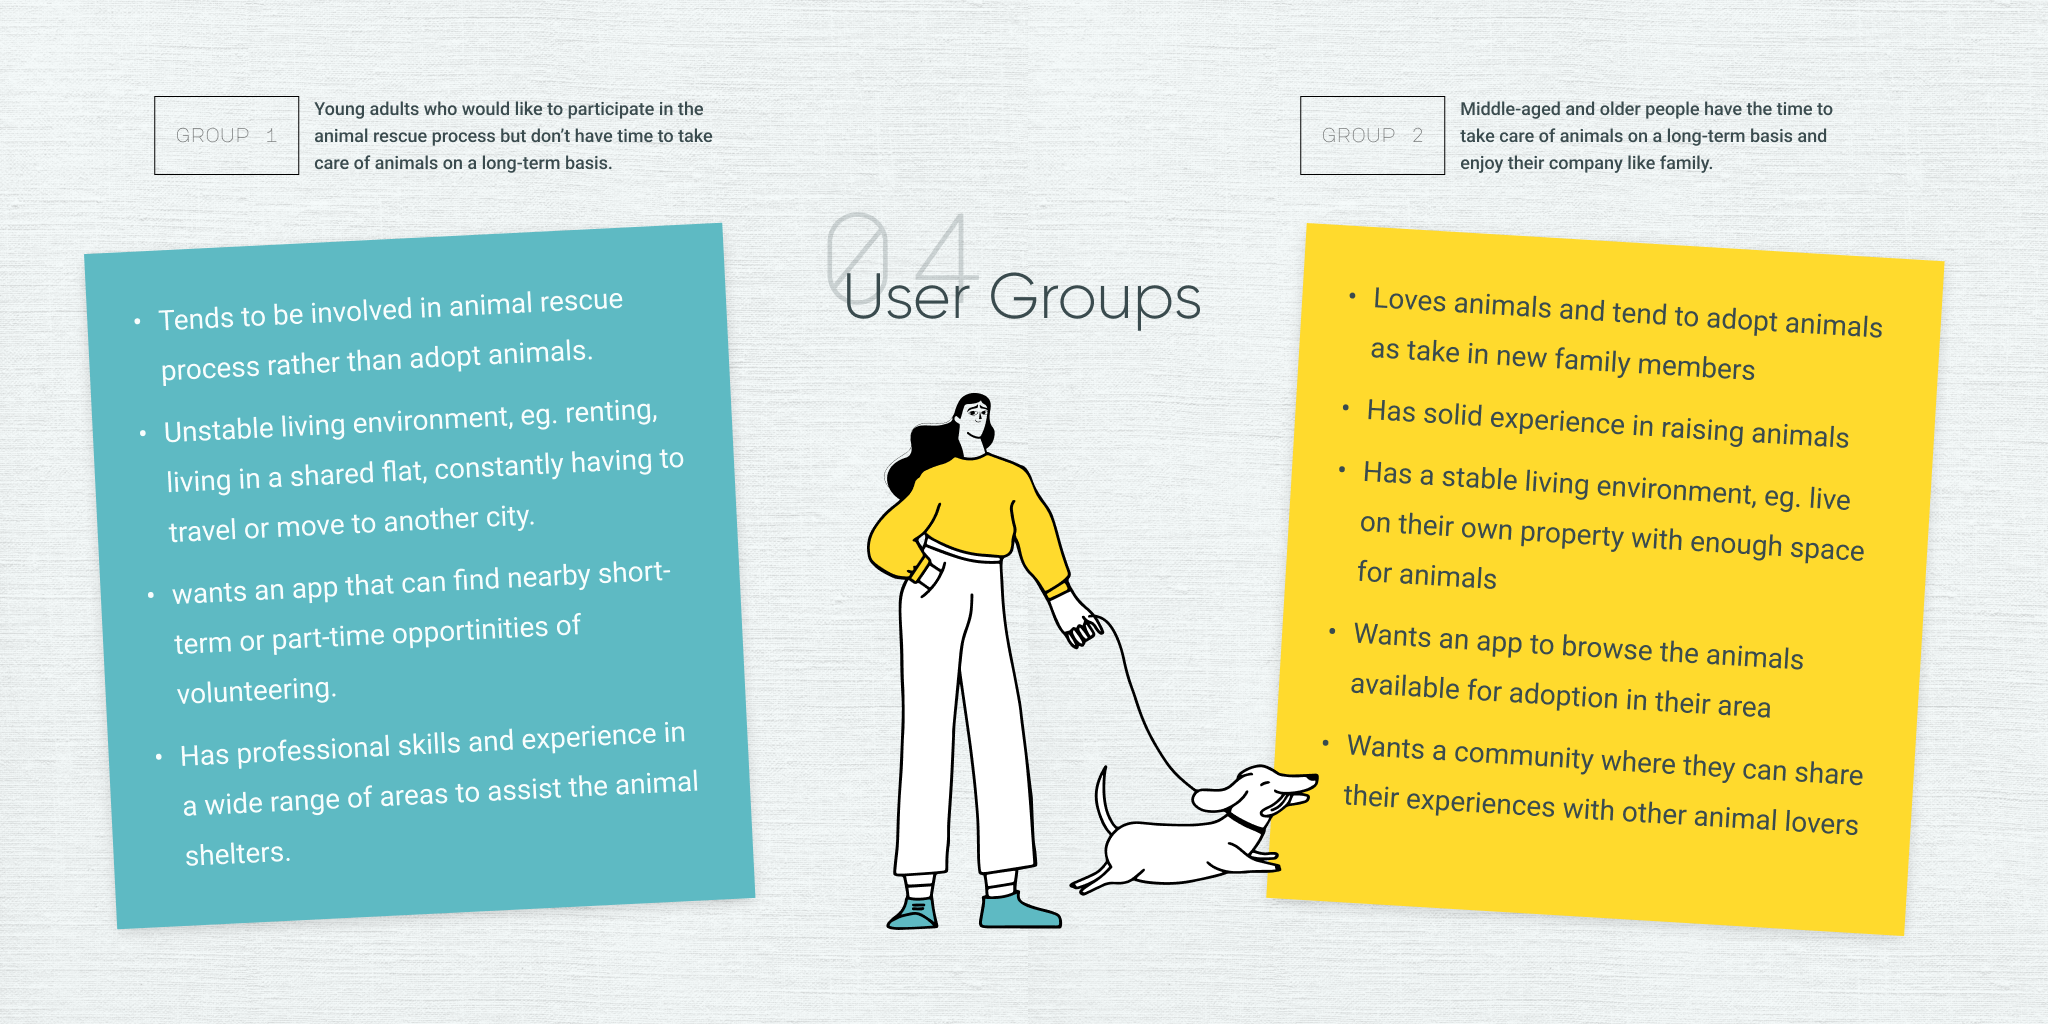 GROUP 1
Young adults who would like to participate in the
animal rescue process but don't have time to take
care of animals on a long-term basis.
GROUP 2
Middle-aged and older people have the time to
take care of animals on a long-term basis and
enjoy their company like family.
04
User Groups
• Tends to be involved in animal rescue
process rather than adopt animals.
• Unstable living environment, eg. renting,
living in a shared flat, constantly having to
travel or move to another city.
• wants an app that can find nearby short-
term or part-time opportinities of
volunteering.
• Has professional skills and experience in
a wide range of areas to assist the animal
shelters.
• Loves animals and tend to adopt animals
as take in new family members
• Has solid experience in raising animals
• Has a stable living environment, eg. live
on their own property with enough space
for animals
• Wants an app to browse the animals
available for adoption in their area
• Wants a community where they can share
their experiences with other animal lovers